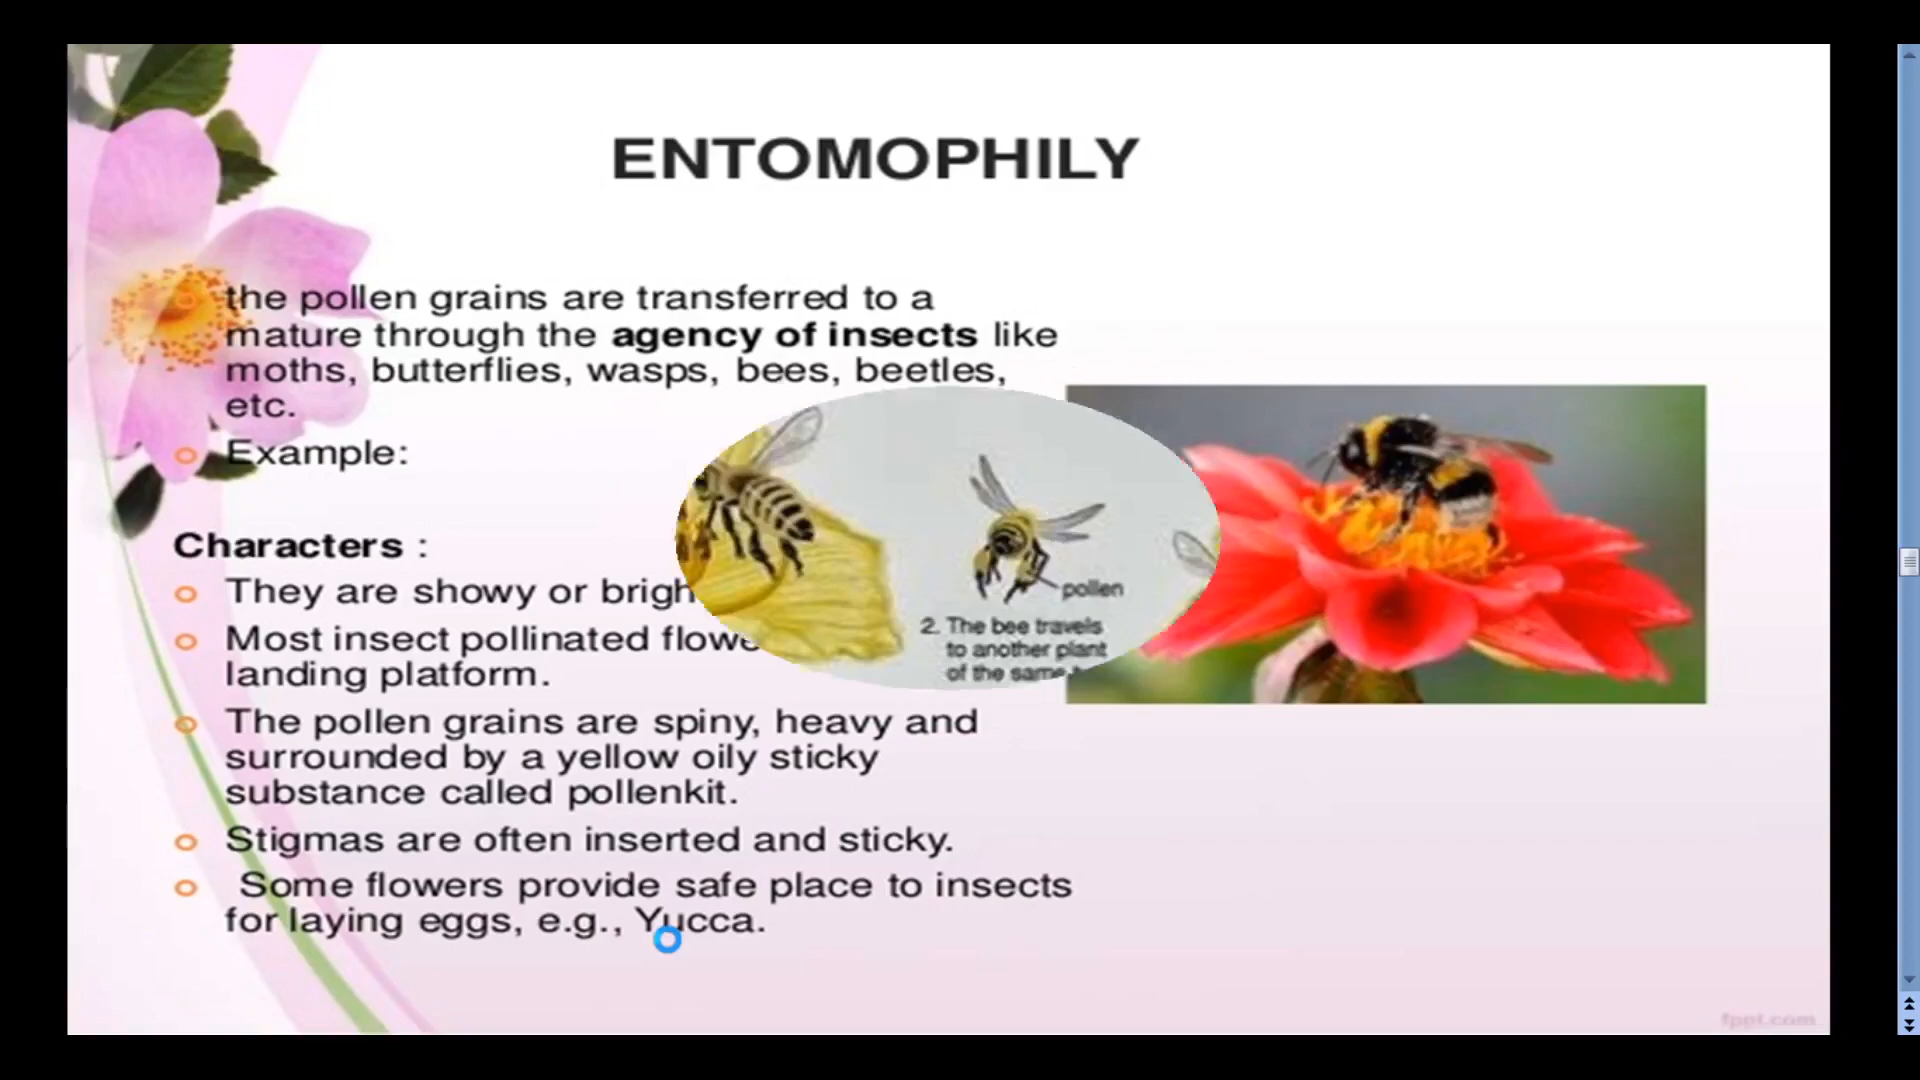 ENTOMOPHILY
the pollen grains are transferred to a
mature through the agency of insects like
moths, butterflies, wasps, bees, beetles,
etc.
Example:
Characters :
They are showy or brigh
Most insect pollinated flowe
landing platform.
The pollen grains are spiny, heavy and
surrounded by a yellow oily sticky
substance called pollenkit.
Stigmas are often inserted and sticky.
Some flowers provide safe place to insects
for laying eggs, e.g., Yucca.
pollen
2. The bee travels
to another plant
of the same
fppt.com